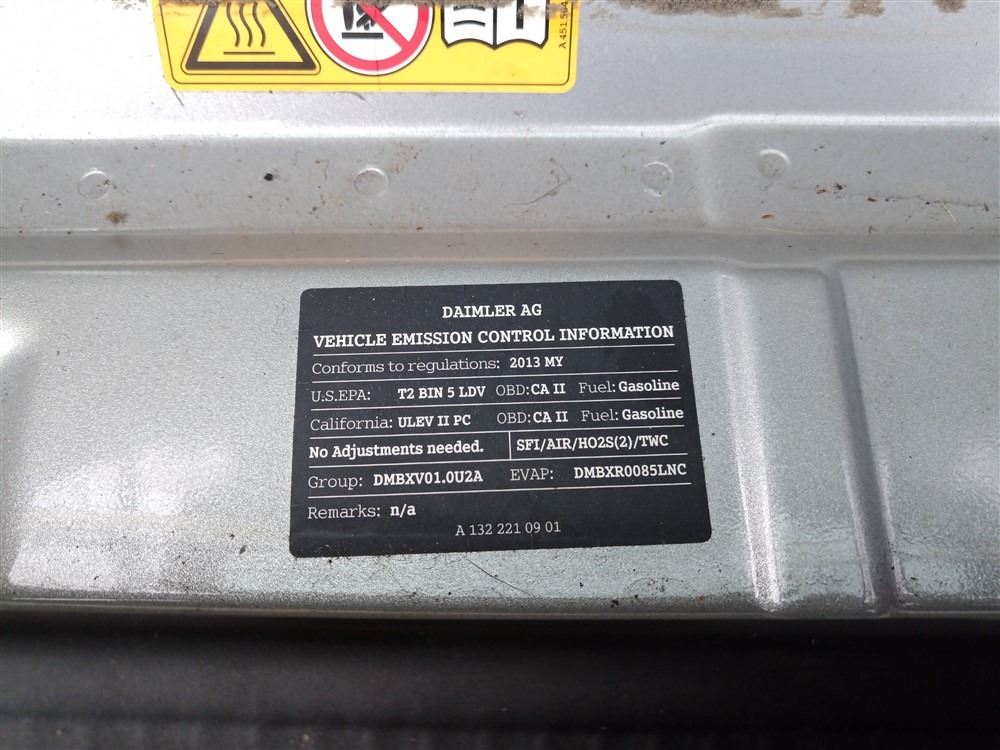 A 451 584
DAIMLER AG
VEHICLE EMISSION CONTROL INFORMATION
Conforms to regulations: 2013 MY
U.S.EPA: T2 BIN 5 LDV OBD: CA II Fuel: Gasoline
California: ULEV II PC OBD: CA II Fuel: Gasoline
No Adjustments needed. SFI/AIR/HO2S(2)/TWC
Group: DMBXV01.0U2A EVAP: DMBXR0085LNC
Remarks: n/a
A 132 221 09 01